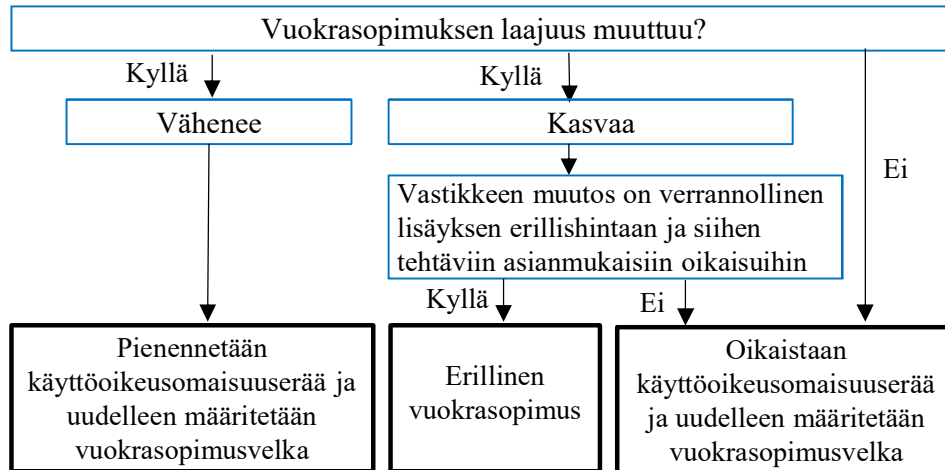 Vuokrasopimuksen laajuus muuttuu?
Kyllä
Kyllä
Vähenee
Kasvaa
Ei
Vastikkeen muutos on verrannollinen
lisäyksen erillishintaan ja siihen
tehtäviin asianmukaisiin oikaisuihin
Kyllä
Ei
Pienennetään
käyttöoikeusomaisuuserää ja
uudelleen määritetään
vuokrasopimusvelka
Erillinen
vuokrasopimus
Oikaistaan
käyttöoikeusomaisuuserää
ja uudelleen määritetään
vuokrasopimusvelka